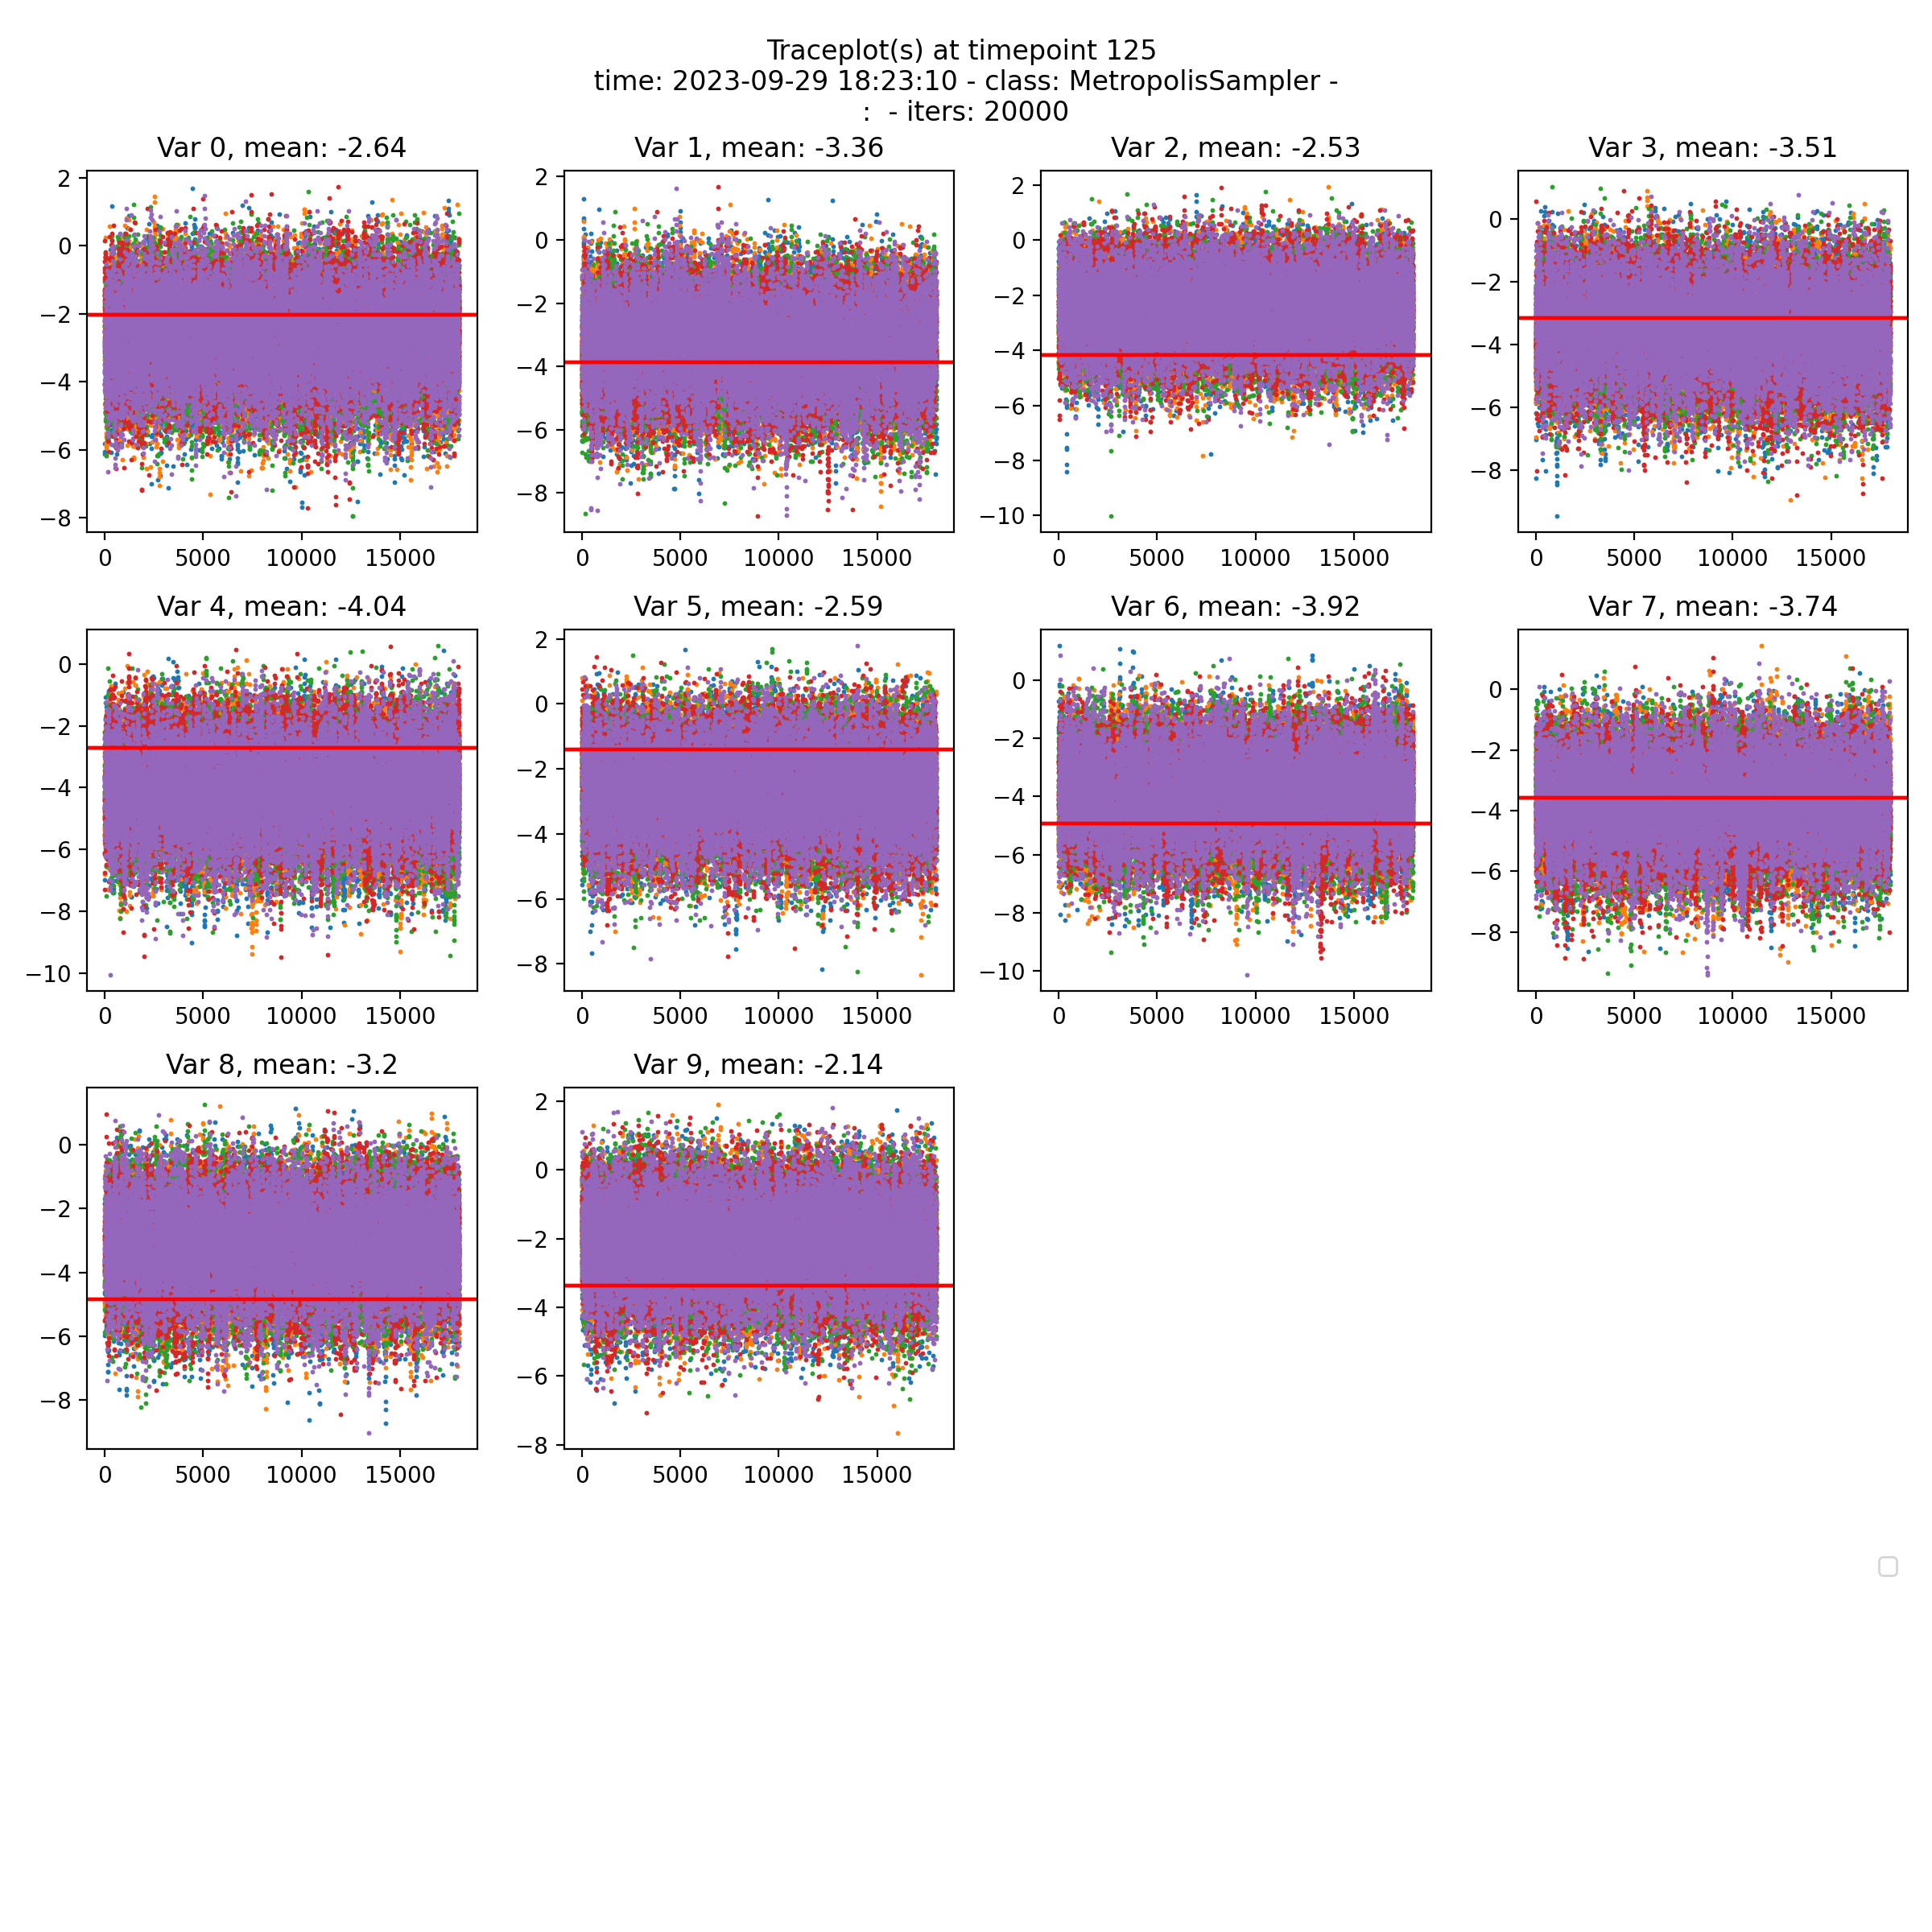 Traceplot(s) at timepoint 125
time: 2023-09-29 18:23:10 - class: MetropolisSampler -
:  - iters: 20000
Var 0, mean: -2.64
2
0
−2
−4
−6
−8
0 5000 10000 15000
Var 1, mean: -3.36
2
0
−2
−4
−6
−8
0 5000 10000 15000
Var 2, mean: -2.53
2
0
−2
−4
−6
−8
−10
0 5000 10000 15000
Var 3, mean: -3.51
0
−2
−4
−6
−8
0 5000 10000 15000
Var 4, mean: -4.04
0
−2
−4
−6
−8
−10
0 5000 10000 15000
Var 5, mean: -2.59
2
0
−2
−4
−6
−8
0 5000 10000 15000
Var 6, mean: -3.92
0
−2
−4
−6
−8
−10
0 5000 10000 15000
Var 7, mean: -3.74
0
−2
−4
−6
−8
0 5000 10000 15000
Var 8, mean: -3.2
0
−2
−4
−6
−8
0 5000 10000 15000
Var 9, mean: -2.14
2
0
−2
−4
−6
−8
0 5000 10000 15000